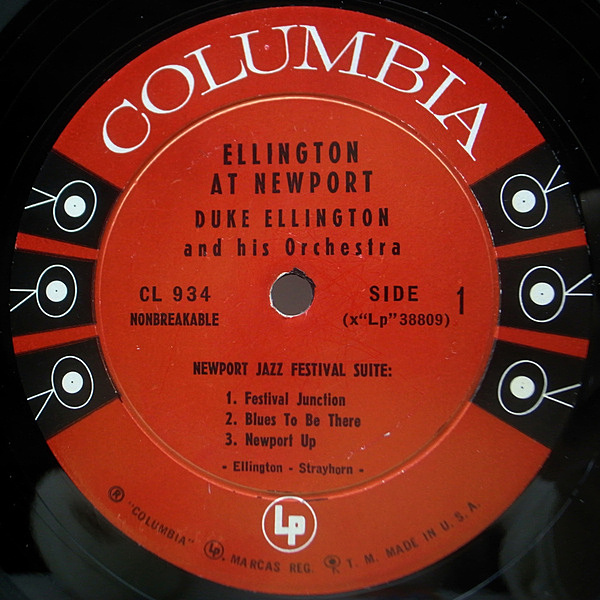 COLUMBIA
ELLINGTON
AT NEWPORT
DUKE ELLINGTON
and his Orchestra
CL 934
NONBREAKABLE
SIDE 1
(x“Lp”38809)
NEWPORT JAZZ FESTIVAL SUITE:
1. Festival Junction
2. Blues To Be There
3. Newport Up
- Ellington - Strayhorn -
Lp
® "COLUMBIA" Lp, MARCAS REG. T. M. MADE IN U. S. A.